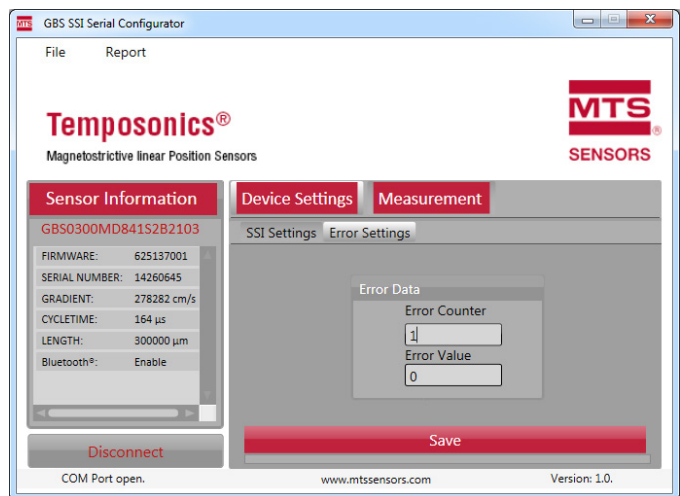 MTS GBS SSI Serial Configurator
File Report
Temposonics®
Magnetostrictive linear Position Sensors
MTS®
SENSORS
Sensor Information
GBS0300MD841S2B2103
FIRMWARE: 625137001
SERIAL NUMBER: 14260645
GRADIENT: 278282 cm/s
CYCLETIME: 164 µs
LENGTH: 300000 µm
Bluetooth®: Enable
Disconnect
Device Settings Measurement
SSI Settings Error Settings
Error Data
Error Counter
1
Error Value
0
Save
COM Port open. www.mtssensors.com Version: 1.0.